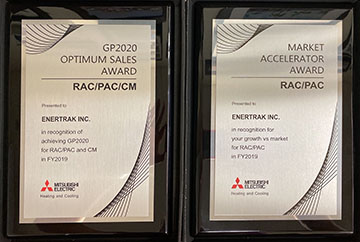 GP2020
OPTIMUM SALES
AWARD
RAC/PAC/CM
Presented to
ENERTRAK INC.
in recognition of
achieving GP2020
for RAC/PAC and CM
in FY2019
MITSUBISHI
ELECTRIC
Heating and Cooling
MARKET
ACCELERATOR
AWARD
RAC/PAC
Presented to
ENERTRAK INC.
in recognition for
your growth vs market
for RAC/PAC
in FY2019
MITSUBISHI
ELECTRIC
Heating and Cooling